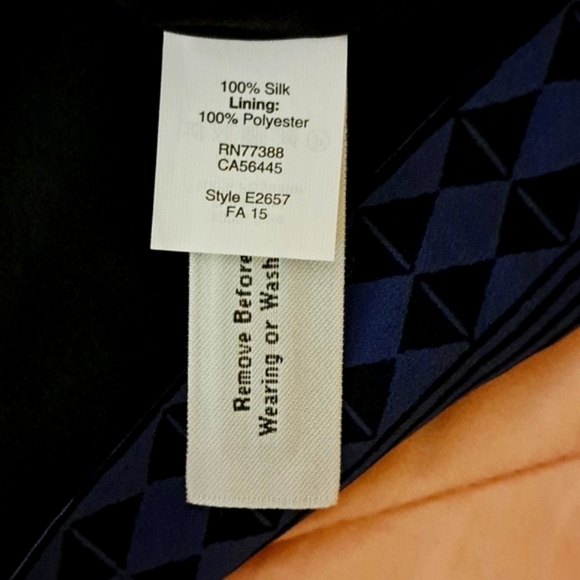 100% Silk
Lining:
100% Polyester
RN77388
CA56445
Style E2657
FA 15
Remove Before
Wearing or Wash